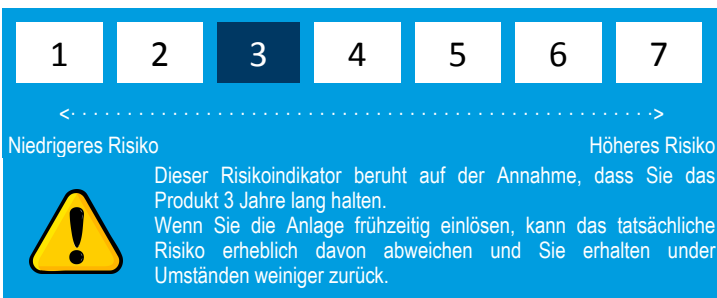 1 2 3 4 5 6 7
<· · · · · · · · · · · · · · · · · · · · · · · · · · · · · · · · · · · · · · · · · · · · · · · · · · · ·>
Niedrigeres Risiko Höheres Risiko
Dieser Risikoindikator beruht auf der Annahme, dass Sie das
Produkt 3 Jahre lang halten.
Wenn Sie die Anlage frühzeitig einlösen, kann das tatsächliche
Risiko erheblich davon abweichen und Sie erhalten under
Umständen weiniger zurück.